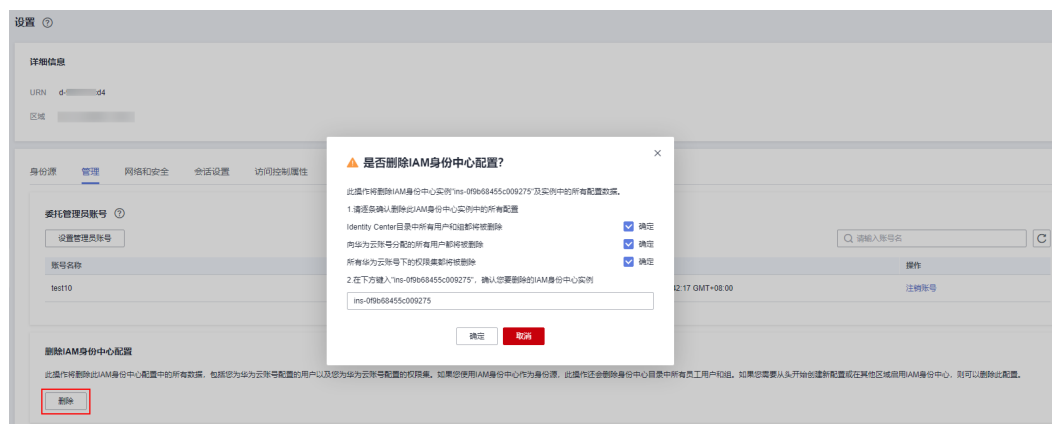 设置
详细信息
URN d- d4
区域
身份源 管理 网络和安全 会话设置 访问控制属性
委托管理员账号
设置管理员账号
请输入账号名
账号名称
操作
test10
42:17 GMT+08:00
注销账号
是否删除IAM身份中心配置?
此操作将删除IAM身份中心实例"ins-0f9b68455c009275"及实例中的所有配置数据。
1.请逐条确认删除此IAM身份中心实例中的所有配置
Identity Center目录中所有用户和组都将被删除 确定
向华为云账号分配的所有用户都将被删除 确定
所有华为云账号下的权限集都将被删除 确定
2.在下方键入"ins-0f9b68455c009275"，确认您要删除的IAM身份中心实例
ins-0f9b68455c009275
确定 取消
删除IAM身份中心配置
此操作将删除此IAM身份中心配置中的所有数据，包括您为华为云账号配置的用户以及您为华为云账号配置的权限集。如果您使用IAM身份中心作为身份源，此操作还会删除身份中心目录中所有员工用户和组。如果您需要从头开始创建新配置或在其他区域启用IAM身份中心，则可以删除此配置。
删除